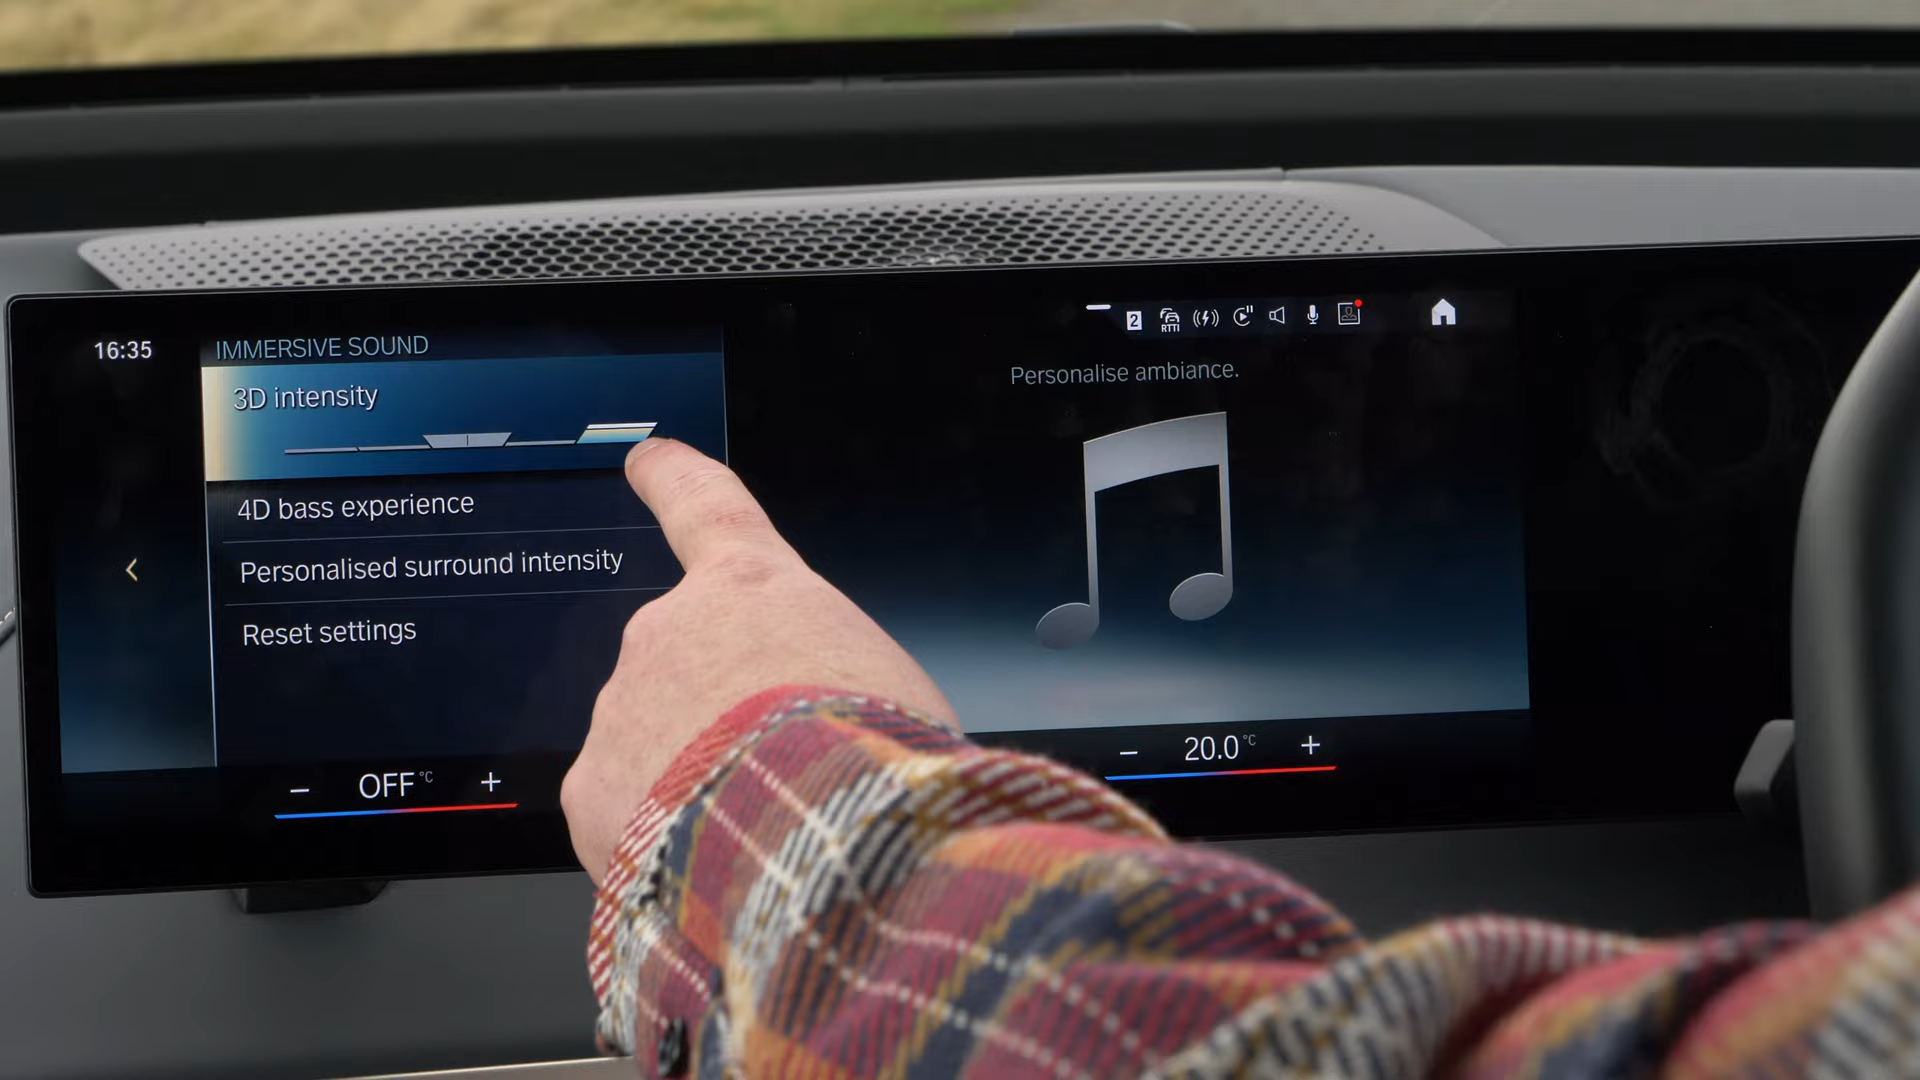 16:35
IMMERSIVE SOUND
3D intensity
4D bass experience
Personalised surround intensity
Reset settings
2
RTTI
Personalise ambiance.
− OFF °C +
− 20.0 °C +